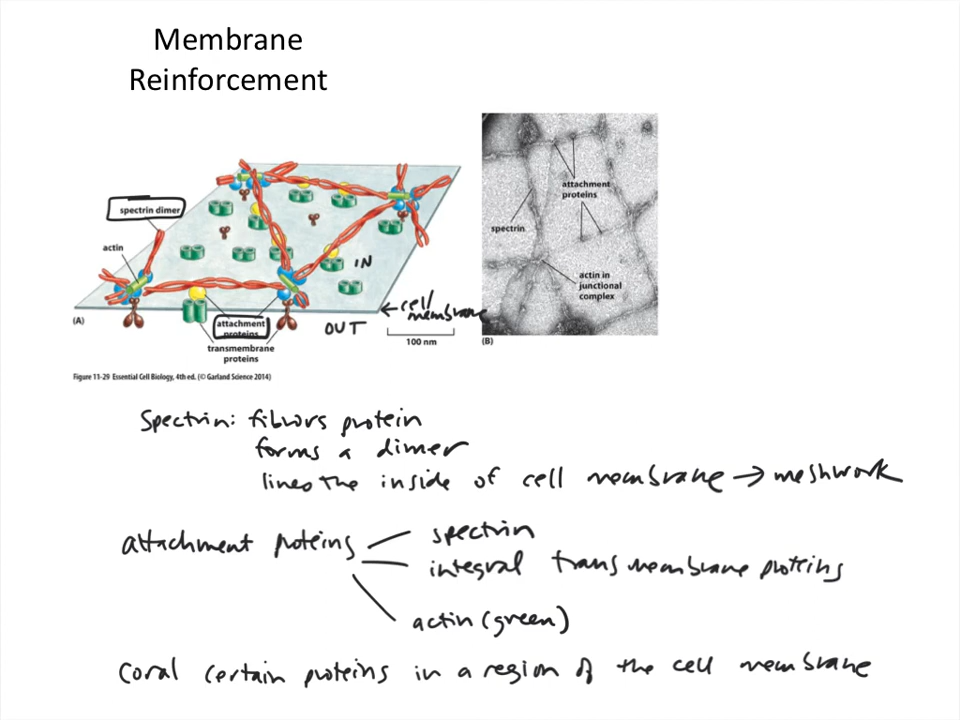 Membrane
Reinforcement
spectrin dimer
actin
IN
(A)
attachment
proteins
transmembrane
proteins
OUT
cell
membrane
100 nm
attachment
proteins
spectrin
actin in
junctional
complex
(B)
Figure 11-29 Essential Cell Biology, 4th ed. (© Garland Science 2014)
Spectrin: fibrors protein
forms a dimer
lines the inside of cell membrane → meshwork
attachment proteins
spectrin
integral transmembrane proteins
actin (green)
coral certain proteins in a region of the cell membrane